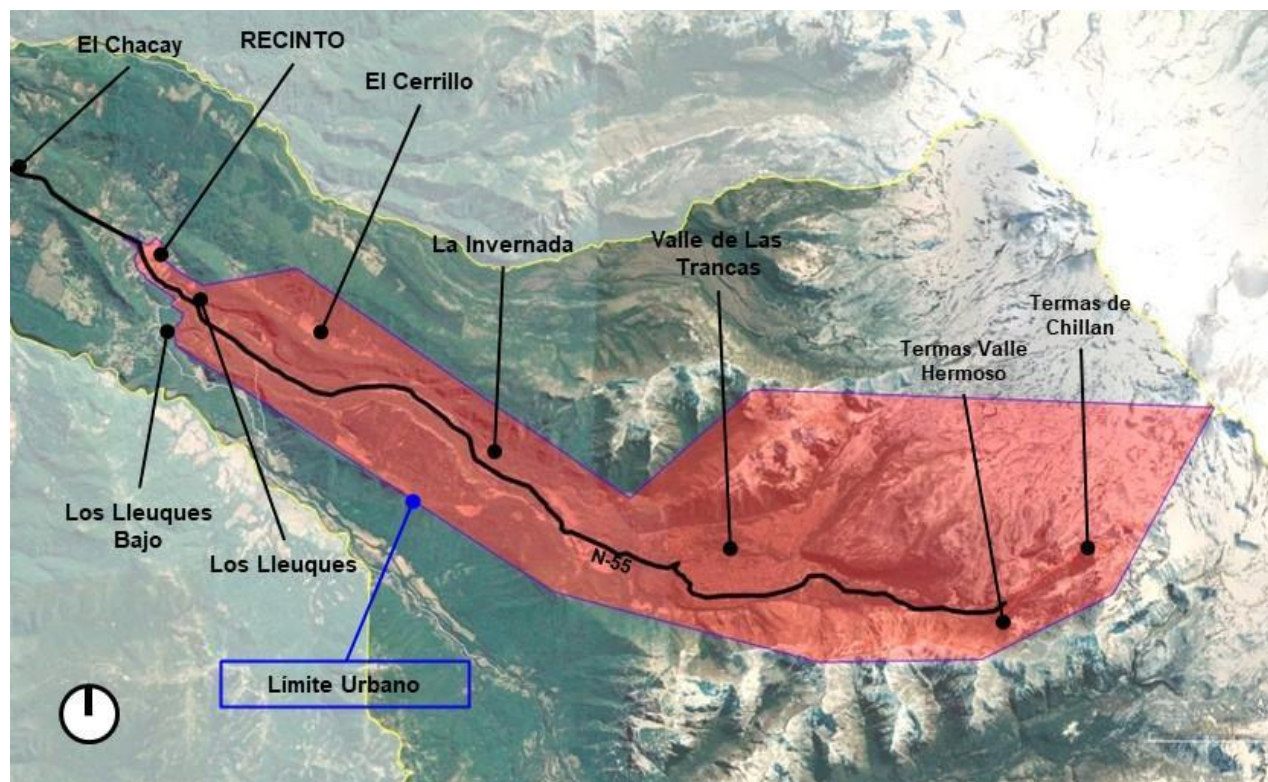 El Chacay
RECINTO
El Cerrillo
La Invernada
Valle de Las
Trancas
Termas de
Chillan
Termas Valle
Hermoso
Los Lleuques
Bajo
Los Lleuques
N-55
Límite Urbano